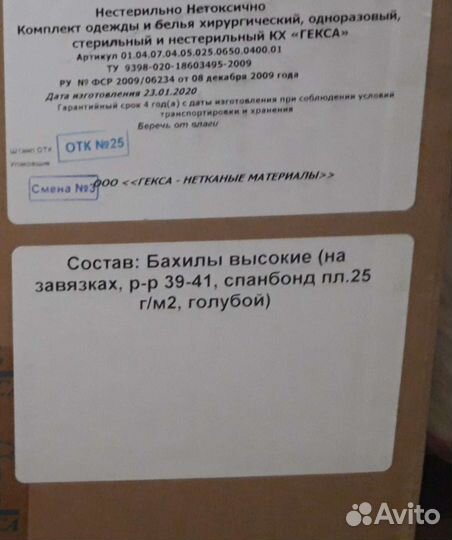 Нестерильно Нетоксично
Комплект одежды и белья хирургический, одноразовый,
стерильный и нестерильный КХ «ГЕКСА»
Артикул 01.04.07.04.05.025.0650.0400.01
ТУ 9398-020-18603495-2009
РУ № ФСР 2009/06234 от 08 декабря 2009 года
Дата изготовления 23.01.2020
Гарантийный срок 4 год(а) с даты изготовления при соблюдении условий
транспортировки и хранения
Беречь от влаги
Штамп ОТК ОТК №25
Упаковщик
Смена №3 ООО <<ГЕКСА - НЕТКАНЫЕ МАТЕРИАЛЫ>>
Состав: Бахилы высокие (на
завязках, р-р 39-41, спанбонд пл.25
г/м2, голубой)
Avito